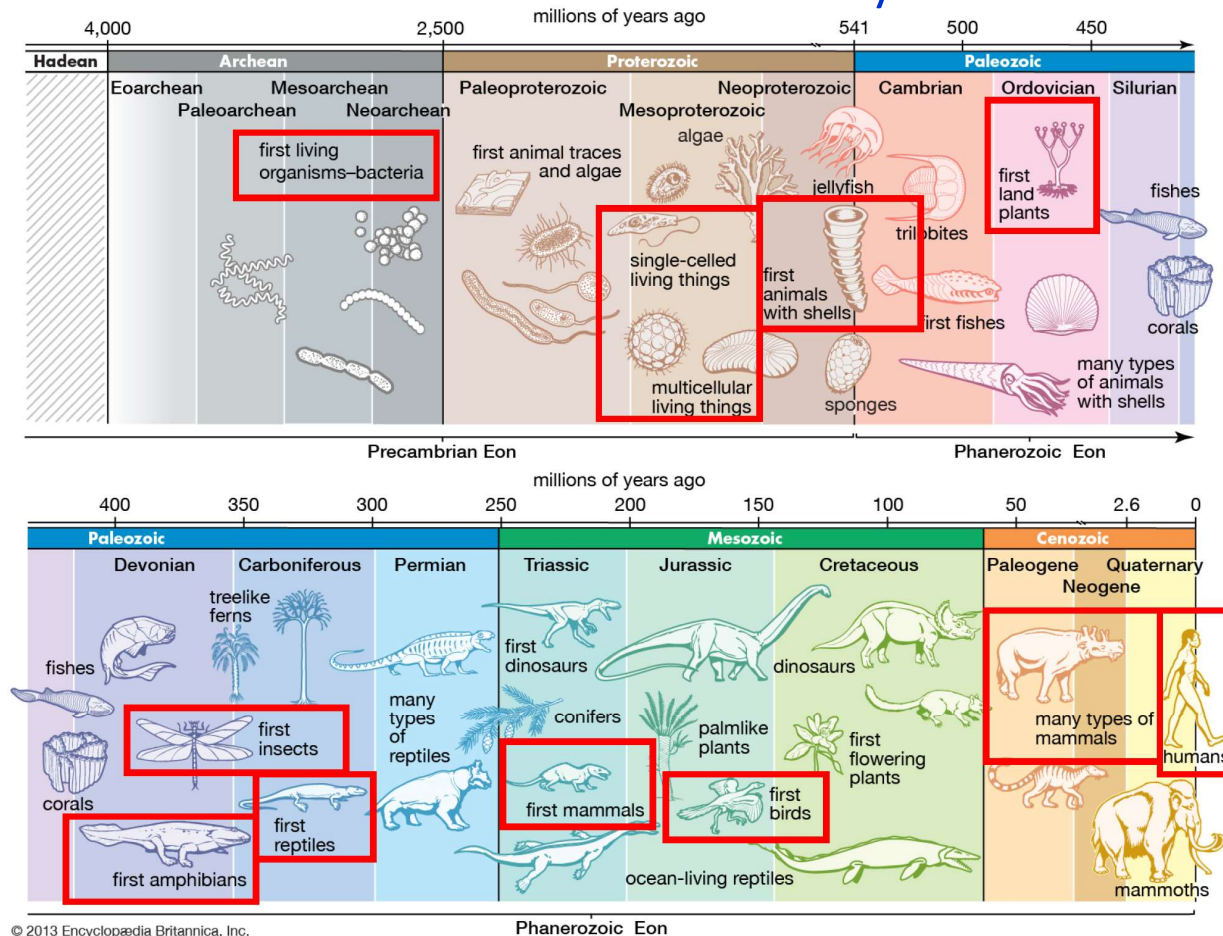 millions of years ago
4,000 2,500 541 500 450
Hadean Archean Proterozoic Paleozoic
Eoarchean Mesoarchean Paleoproterozoic Neoproterozoic Cambrian Ordovician Silurian
Paleoarchean Neoarchean Mesoproterozoic
first living
organisms–bacteria
first animal traces
and algae
algae
jellyfish
single-celled
living things
multicellular
living things
first
animals
with shells
sponges
trilobites
first fishes
first
land
plants
many types
of animals
with shells
fishes
corals
Precambrian Eon Phanerozoic Eon
millions of years ago
400 350 300 250 200 150 100 50 2.6 0
Paleozoic Mesozoic Cenozoic
Devonian Carboniferous Permian Triassic Jurassic Cretaceous Paleogene Quaternary
Neogene
fishes
corals
treelike
ferns
first
insects
first
reptiles
first amphibians
many
types
of
reptiles
first
dinosaurs
conifers
first mammals
dinosaurs
palmlike
plants
first
birds
first
flowering
plants
ocean-living reptiles
many types of
mammals
humans
mammoths
Phanerozoic Eon
© 2013 Encyclopædia Britannica, Inc.